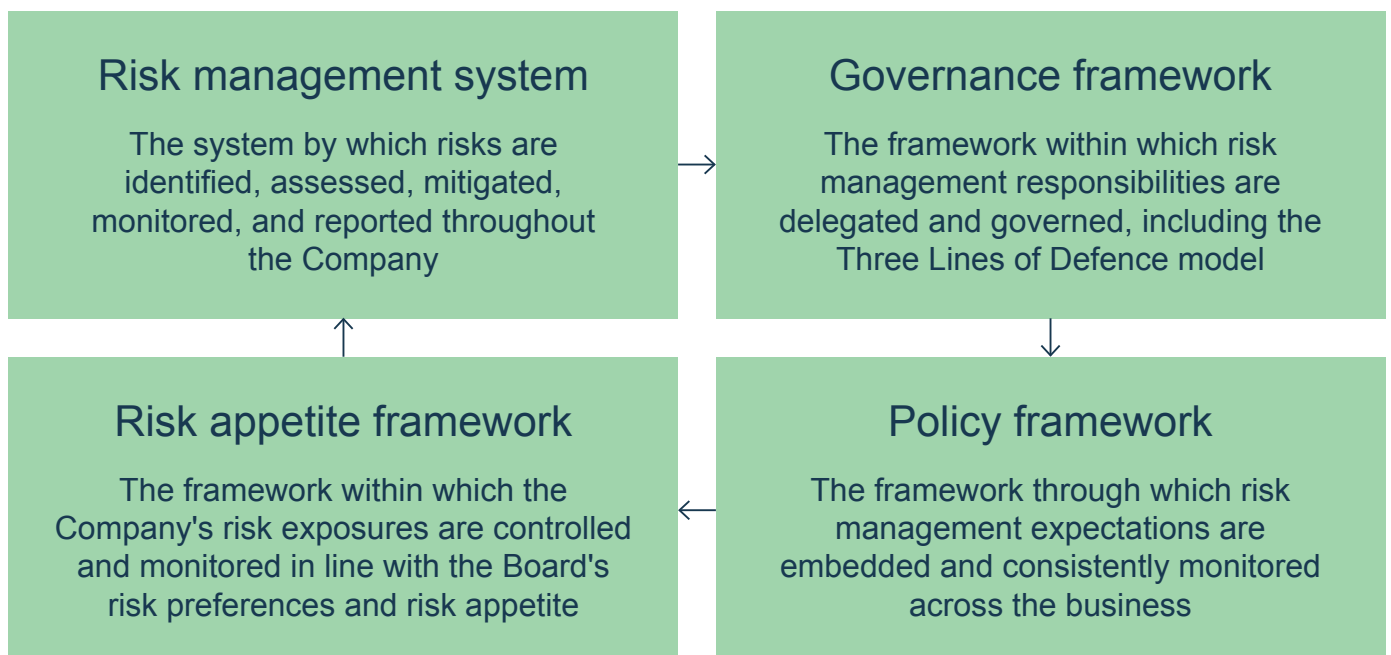 Risk management system
The system by which risks are
identified, assessed, mitigated,
monitored, and reported throughout
the Company
Governance framework
The framework within which risk
management responsibilities are
delegated and governed, including the
Three Lines of Defence model
Risk appetite framework
The framework within which the
Company's risk exposures are controlled
and monitored in line with the Board's
risk preferences and risk appetite
Policy framework
The framework through which risk
management expectations are
embedded and consistently monitored
across the business